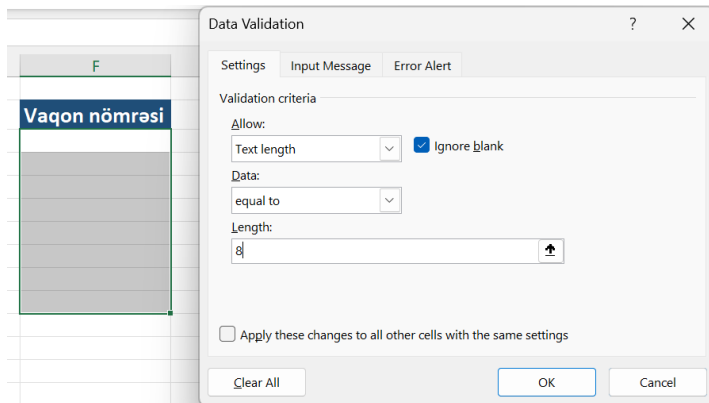 Data Validation ? ×
F
Settings Input Message Error Alert
Validation criteria
Vaqon nömrəsi
Allow:
Text length
Ignore blank
Data:
equal to
Length:
8
Apply these changes to all other cells with the same settings
Clear All OK Cancel